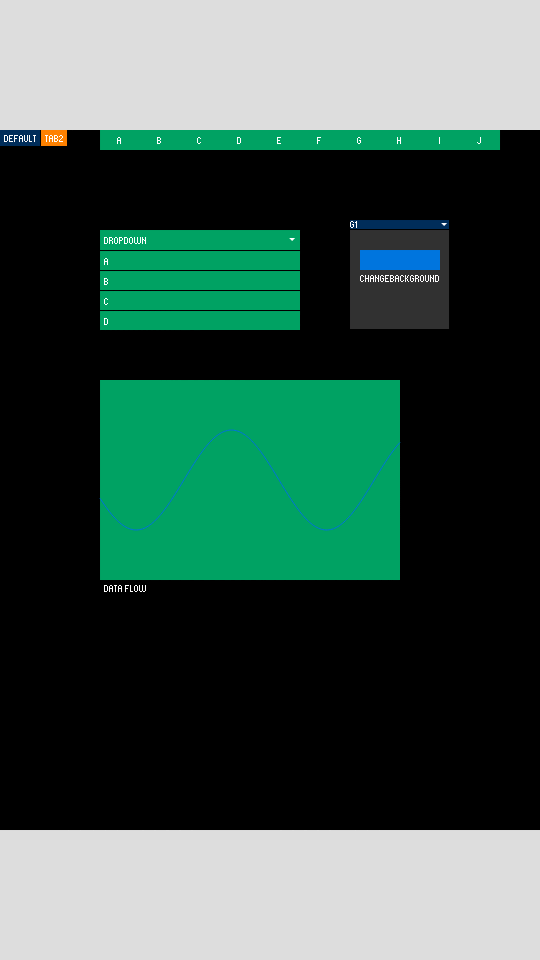 DEFAULT TAB2 A B C D E F G H I J
G1
DROPDOWN
A
B
C
D
CHANGEBACKGROUND
DATA FLOW